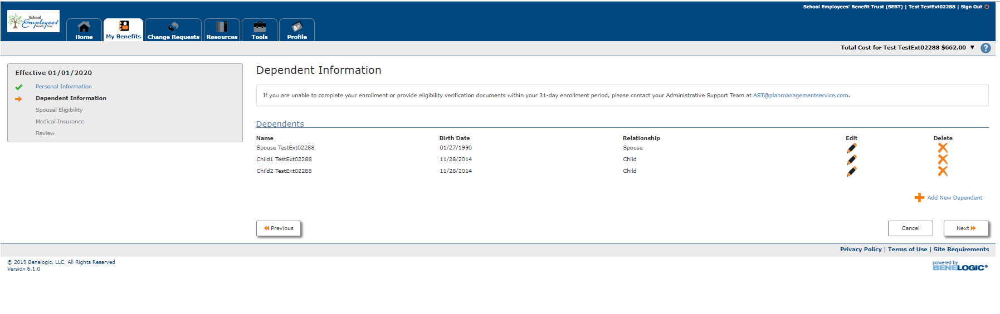 School Employees' Benefit Trust (SEBT) | Test TestExt02288 | Sign Out
School
Employees'
Benefit Trust
Home
My Benefits
Change Requests
Resources
Tools
Profile
Total Cost for Test TestExt02288 $662.00 ▼ ?
Effective 01/01/2020
Personal Information
Dependent Information
Spousal Eligibility
Medical Insurance
Review
Dependent Information
If you are unable to complete your enrollment or provide eligibility verification documents within your 31-day enrollment period, please contact your Administrative Support Team at AST@planmanagementservice.com.
Dependents
Name Birth Date Relationship Edit Delete
Spouse TestExt02288 01/27/1990 Spouse
Child1 TestExt02288 11/28/2014 Child
Child2 TestExt02288 11/28/2014 Child
Add New Dependent
Previous
Cancel
Next
Privacy Policy | Terms of Use | Site Requirements
© 2019 Benelogic, LLC. All Rights Reserved
Version 6.1.0
powered by
BENELOGIC®